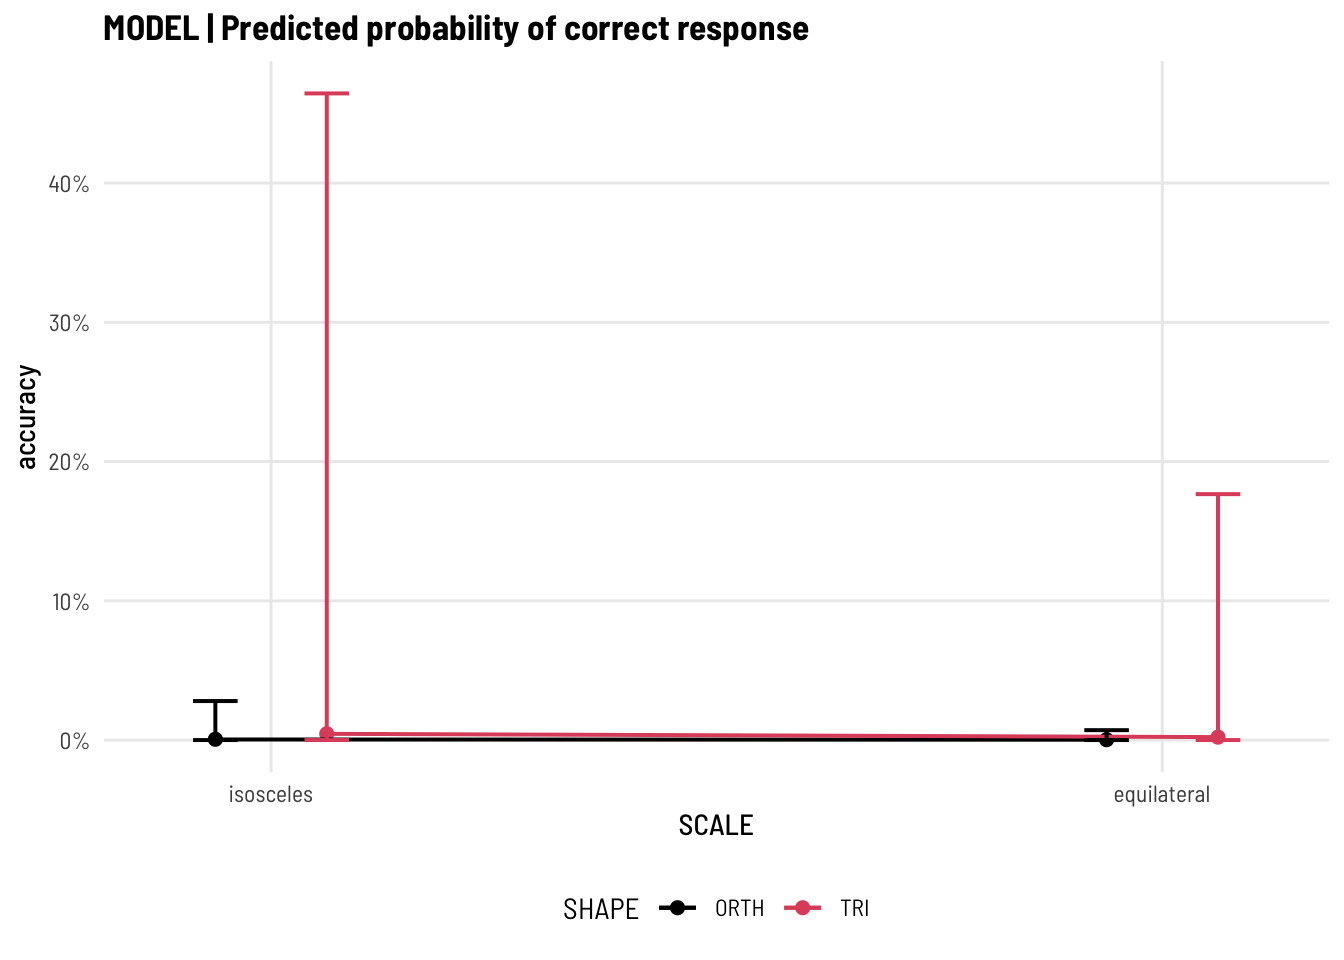 MODEL | Predicted probability of correct response
accuracy
40%
30%
20%
10%
0%
isosceles equilateral
SCALE
SHAPE ORTH TRI